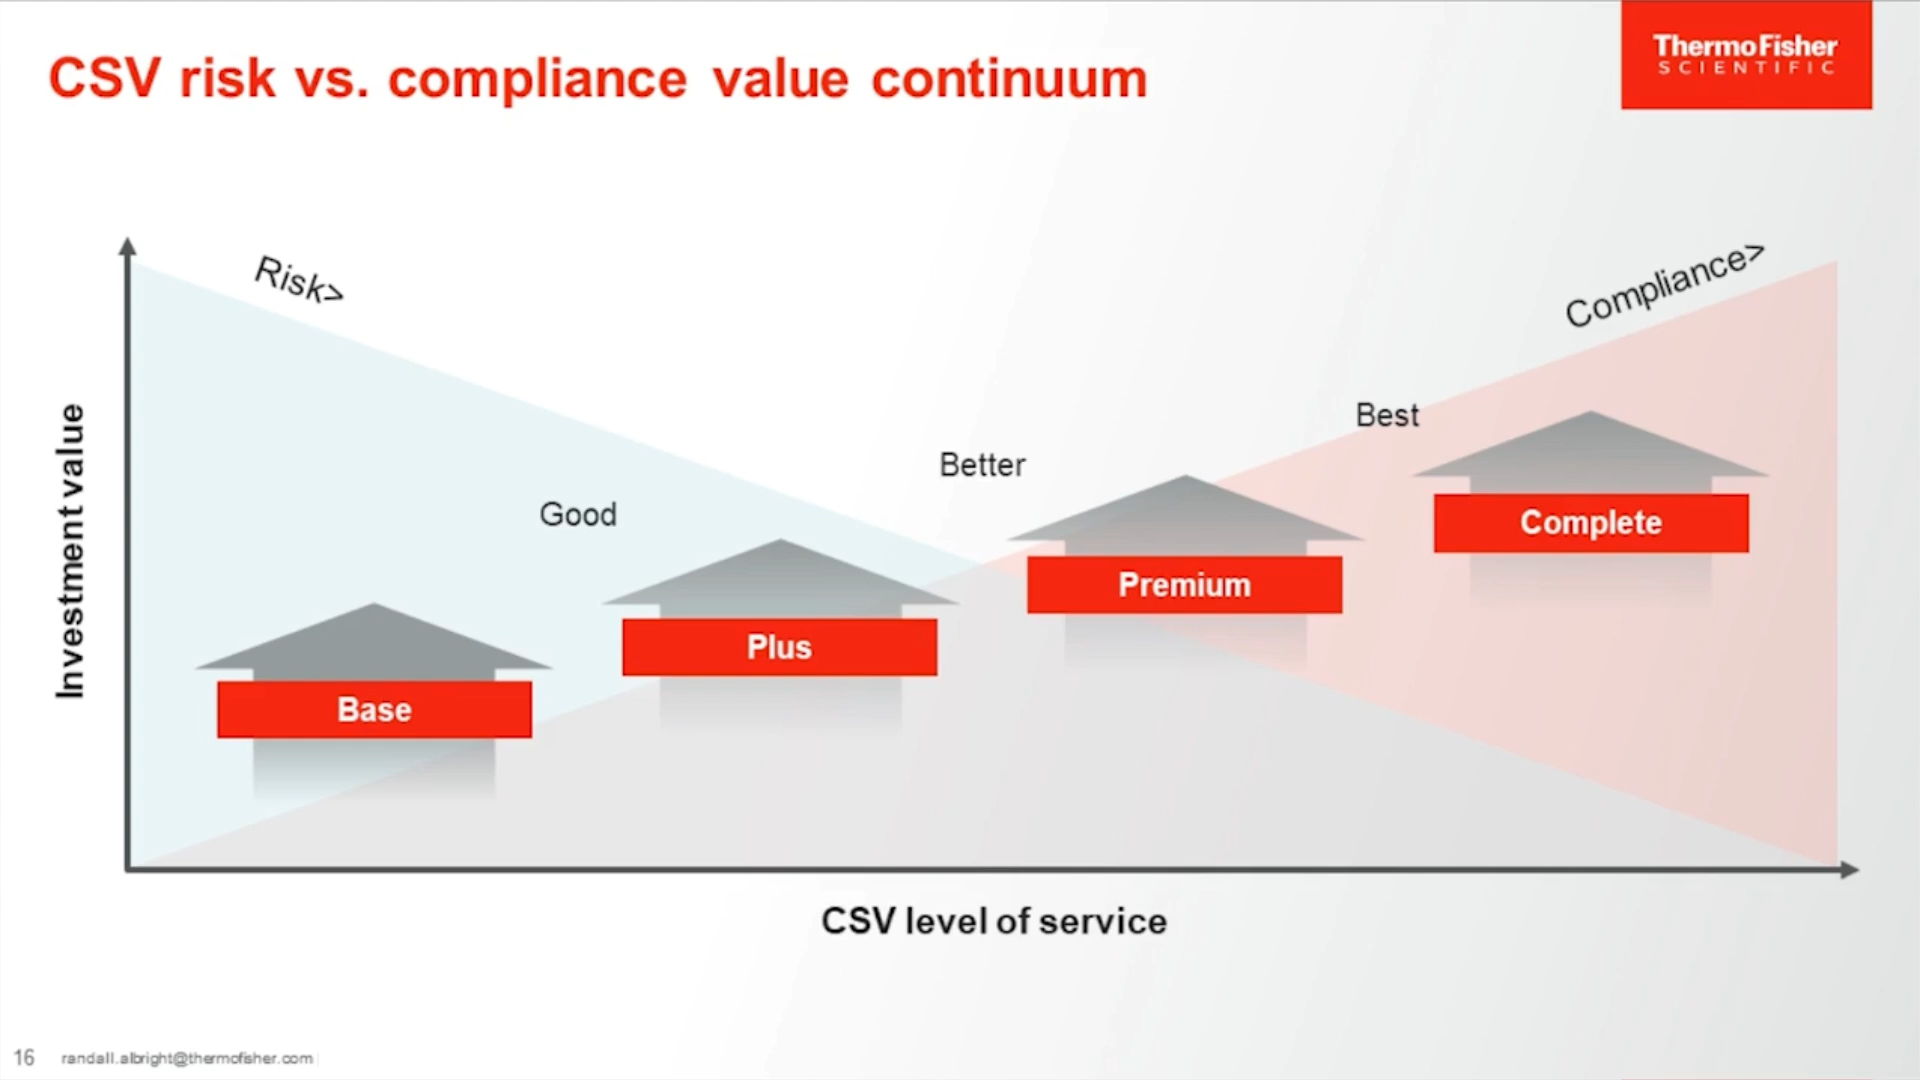 CSV risk vs. compliance value continuum
ThermoFisher
SCIENTIFIC
Risk>
Compliance>
Investment value
Good
Better
Best
Base
Plus
Premium
Complete
CSV level of service
16 randall.albright@thermofisher.com